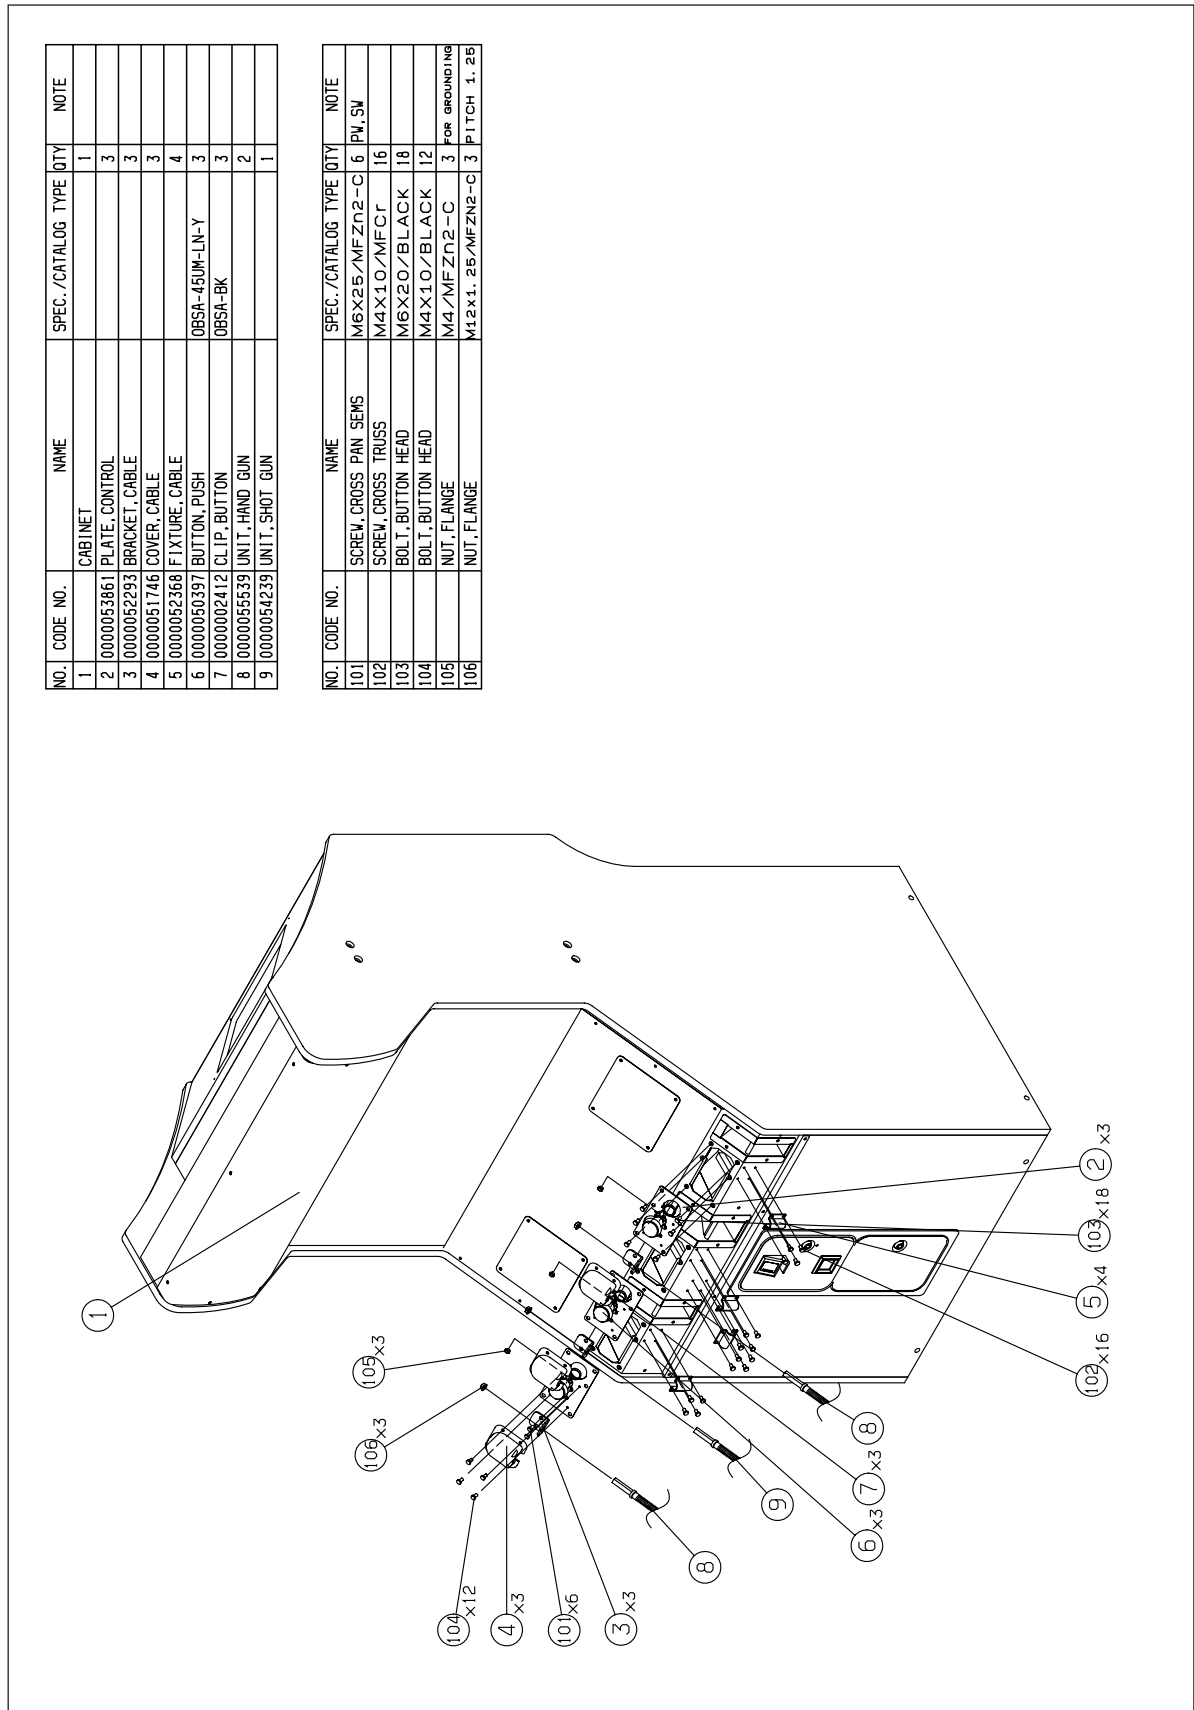 NO. CODE NO. NAME SPEC./CATALOG TYPE QTY NOTE
1 CABINET 1
2 0000053861 PLATE,CONTROL 3
3 0000052293 BRACKET,CABLE 3
4 0000051746 COVER,CABLE 3
5 0000052368 FIXTURE,CABLE 4
6 0000050397 BUTTON,PUSH OBSA-45UM-LN-Y 3
7 0000002412 CLIP,BUTTON OBSA-BK 3
8 0000055539 UNIT,HAND GUN 2
9 0000054239 UNIT,SHOT GUN 1
NO. CODE NO. NAME SPEC./CATALOG TYPE QTY NOTE
101 SCREW,CROSS PAN SEMS M6X25/MFZn2-C 6 PW,SW
102 SCREW,CROSS TRUSS M4X10/MFCr 16
103 BOLT,BUTTON HEAD M6X20/BLACK 18
104 BOLT,BUTTON HEAD M4X10/BLACK 12
105 NUT,FLANGE M4/MFZn2-C 3 FOR GROUNDING
106 NUT,FLANGE M12x1.25/MFZN2-C 3 PITCH 1.25
1
105 x3
106 x3
104 x12
4 x3
101 x6
3 x3
8
9
8
6 x3
7 x3
102 x16
5 x4
103 x18
2 x3